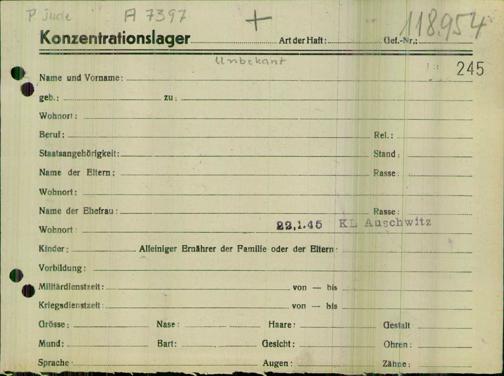 P Jude A 7397 118.954
Konzentrationslager Art der Haft: Gef.-Nr.:
Unbekant
245
Name und Vorname:
geb.: zu:
Wohnort:
Beruf: Rel.:
Staatsangehörigkeit: Stand:
Name der Eltern: Rasse:
Wohnort:
Name der Ehefrau: Rasse:
Wohnort: 22.1.45 KL Auschwitz
Kinder: Alleiniger Ernährer der Familie oder der Eltern:
Vorbildung:
Militärdienstzeit: von — bis
Kriegsdienstzeit: von — bis
Grösse: Nase: Haare: Gestalt
Mund: Bart: Gesicht: Ohren:
Sprache Augen: Zähne: